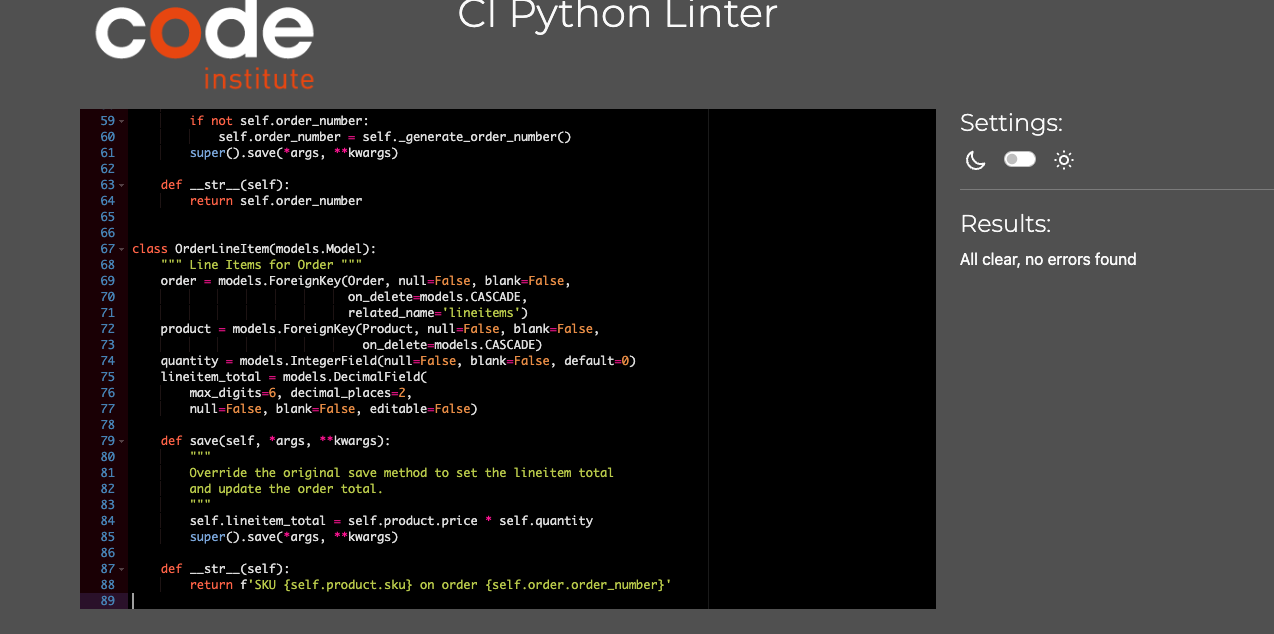 code
institute
CI Python Linter
59 if not self.order_number:
60 self.order_number = self._generate_order_number()
61 super().save(*args, **kwargs)
62
63 def __str__(self):
64 return self.order_number
65
66
67 class OrderLineItem(models.Model):
68 """ Line Items for Order """
69 order = models.ForeignKey(Order, null=False, blank=False,
70 on_delete=models.CASCADE,
71 related_name='lineitems')
72 product = models.ForeignKey(Product, null=False, blank=False,
73 on_delete=models.CASCADE)
74 quantity = models.IntegerField(null=False, blank=False, default=0)
75 lineitem_total = models.DecimalField(
76 max_digits=6, decimal_places=2,
77 null=False, blank=False, editable=False)
78
79 def save(self, *args, **kwargs):
80 """
81 Override the original save method to set the lineitem total
82 and update the order total.
83 """
84 self.lineitem_total = self.product.price * self.quantity
85 super().save(*args, **kwargs)
86
87 def __str__(self):
88 return f'SKU {self.product.sku} on order {self.order.order_number}'
89
Settings:
Results:
All clear, no errors found